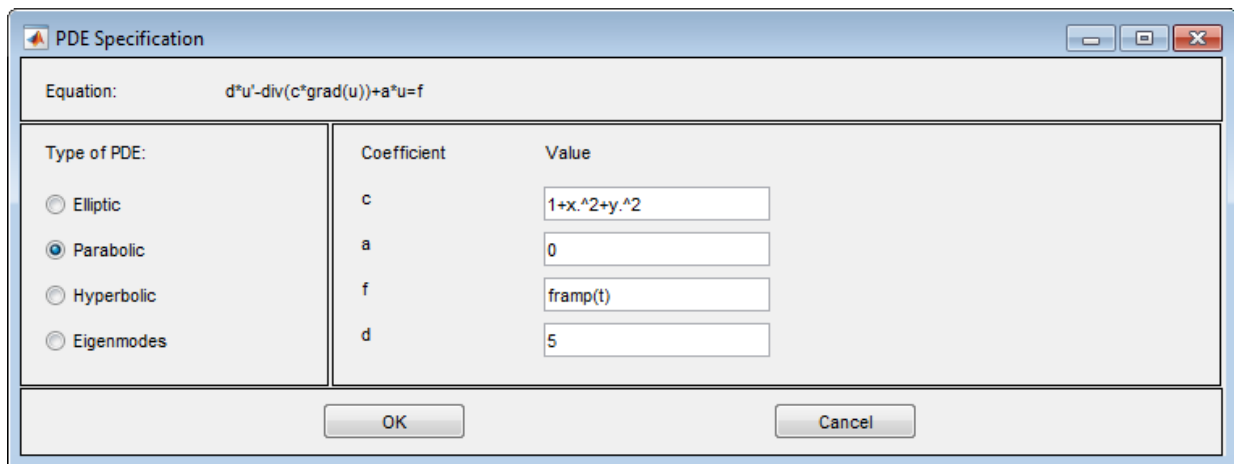 PDE Specification
Equation: d*u'-div(c*grad(u))+a*u=f
Type of PDE:
Elliptic
Parabolic
Hyperbolic
Eigenmodes
Coefficient Value
c 1+x.^2+y.^2
a 0
f framp(t)
d 5
OK Cancel